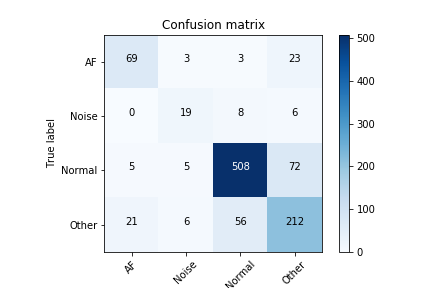 Confusion matrix
True label
AF 69 3 3 23
Noise 0 19 8 6
Normal 5 5 508 72
Other 21 6 56 212
AF Noise Normal Other
500
400
300
200
100
0